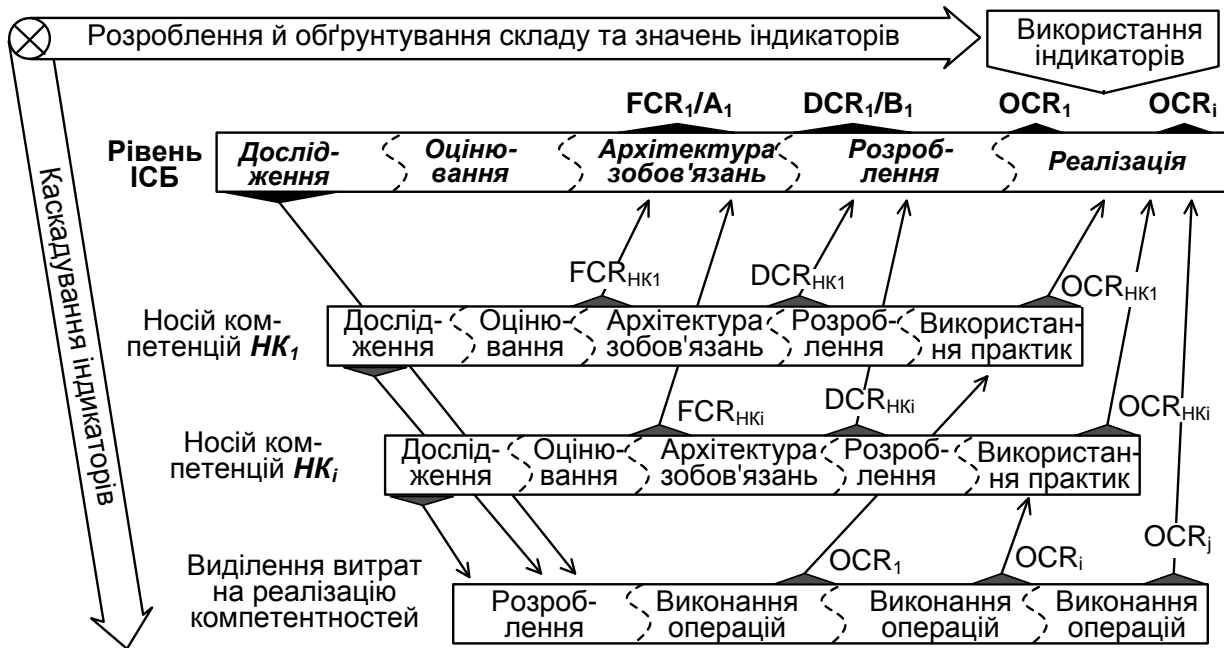 Розроблення й обґрунтування складу та значень індикаторів
Використання
індикаторів
Каскадування індикаторів
FCR₁/A₁
DCR₁/B₁
OCR₁
OCRᵢ
Рівень
ІСБ
Дослід-
ження
Оціню-
вання
Архітектура
зобов'язань
Розроб-
лення
Реалізація
FCRНК1
DCRНК1
OCRНК1
Носій ком-
петенцій НК₁
Дослід-
ження
Оціню-
вання
Архітектура
зобов'язань
Розроб-
лення
Використан-
ня практик
FCRНКі
DCRНКі
OCRНКі
Носій ком-
петенцій НКᵢ
Дослід-
ження
Оціню-
вання
Архітектура
зобов'язань
Розроб-
лення
Використан-
ня практик
OCR₁
OCRᵢ
OCRⱼ
Виділення витрат
на реалізацію
компетентностей
Розроб-
лення
Виконання
операцій
Виконання
операцій
Виконання
операцій